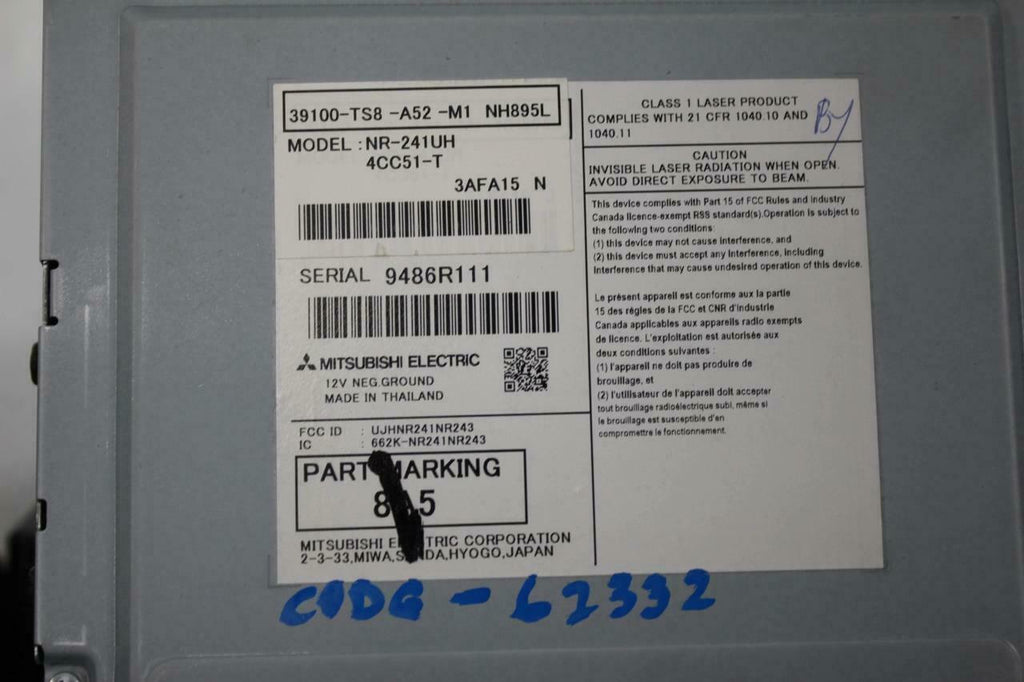 39100-TS8 -A52 -M1 NH895L
MODEL : NR-241UH
4CC51-T
3AFA15 N
SERIAL 9486R111
MITSUBISHI ELECTRIC
12V NEG.GROUND
MADE IN THAILAND
FCC ID : UJHNR241NR243
IC : 662K-NR241NR243
PART MARKING
MITSUBISHI ELECTRIC CORPORATION
2-3-33,MIWA,SANDA,HYOGO,JAPAN
CLASS 1 LASER PRODUCT
COMPLIES WITH 21 CFR 1040.10 AND
1040.11
CAUTION
INVISIBLE LASER RADIATION WHEN OPEN.
AVOID DIRECT EXPOSURE TO BEAM.
This device complies with Part 15 of FCC Rules and Industry
Canada licence-exempt RSS standard(s).Operation is subject to
the following two conditions:
(1) this device may not cause interference, and
(2) this device must accept any interference, including
interference that may cause undesired operation of this device.
Le présent appareil est conforme aux la partie
15 des règles de la FCC et CNR d'Industrie
Canada applicables aux appareils radio exempts
de licence. L'exploitation est autorisée aux
deux conditions suivantes :
(1) l'appareil ne doit pas produire de
brouillage, et
(2) l'utilisateur de l'appareil doit accepter
tout brouillage radioélectrique subi, même si
le brouillage est susceptible d'en
compromettre le fonctionnement.
CODE - 62332